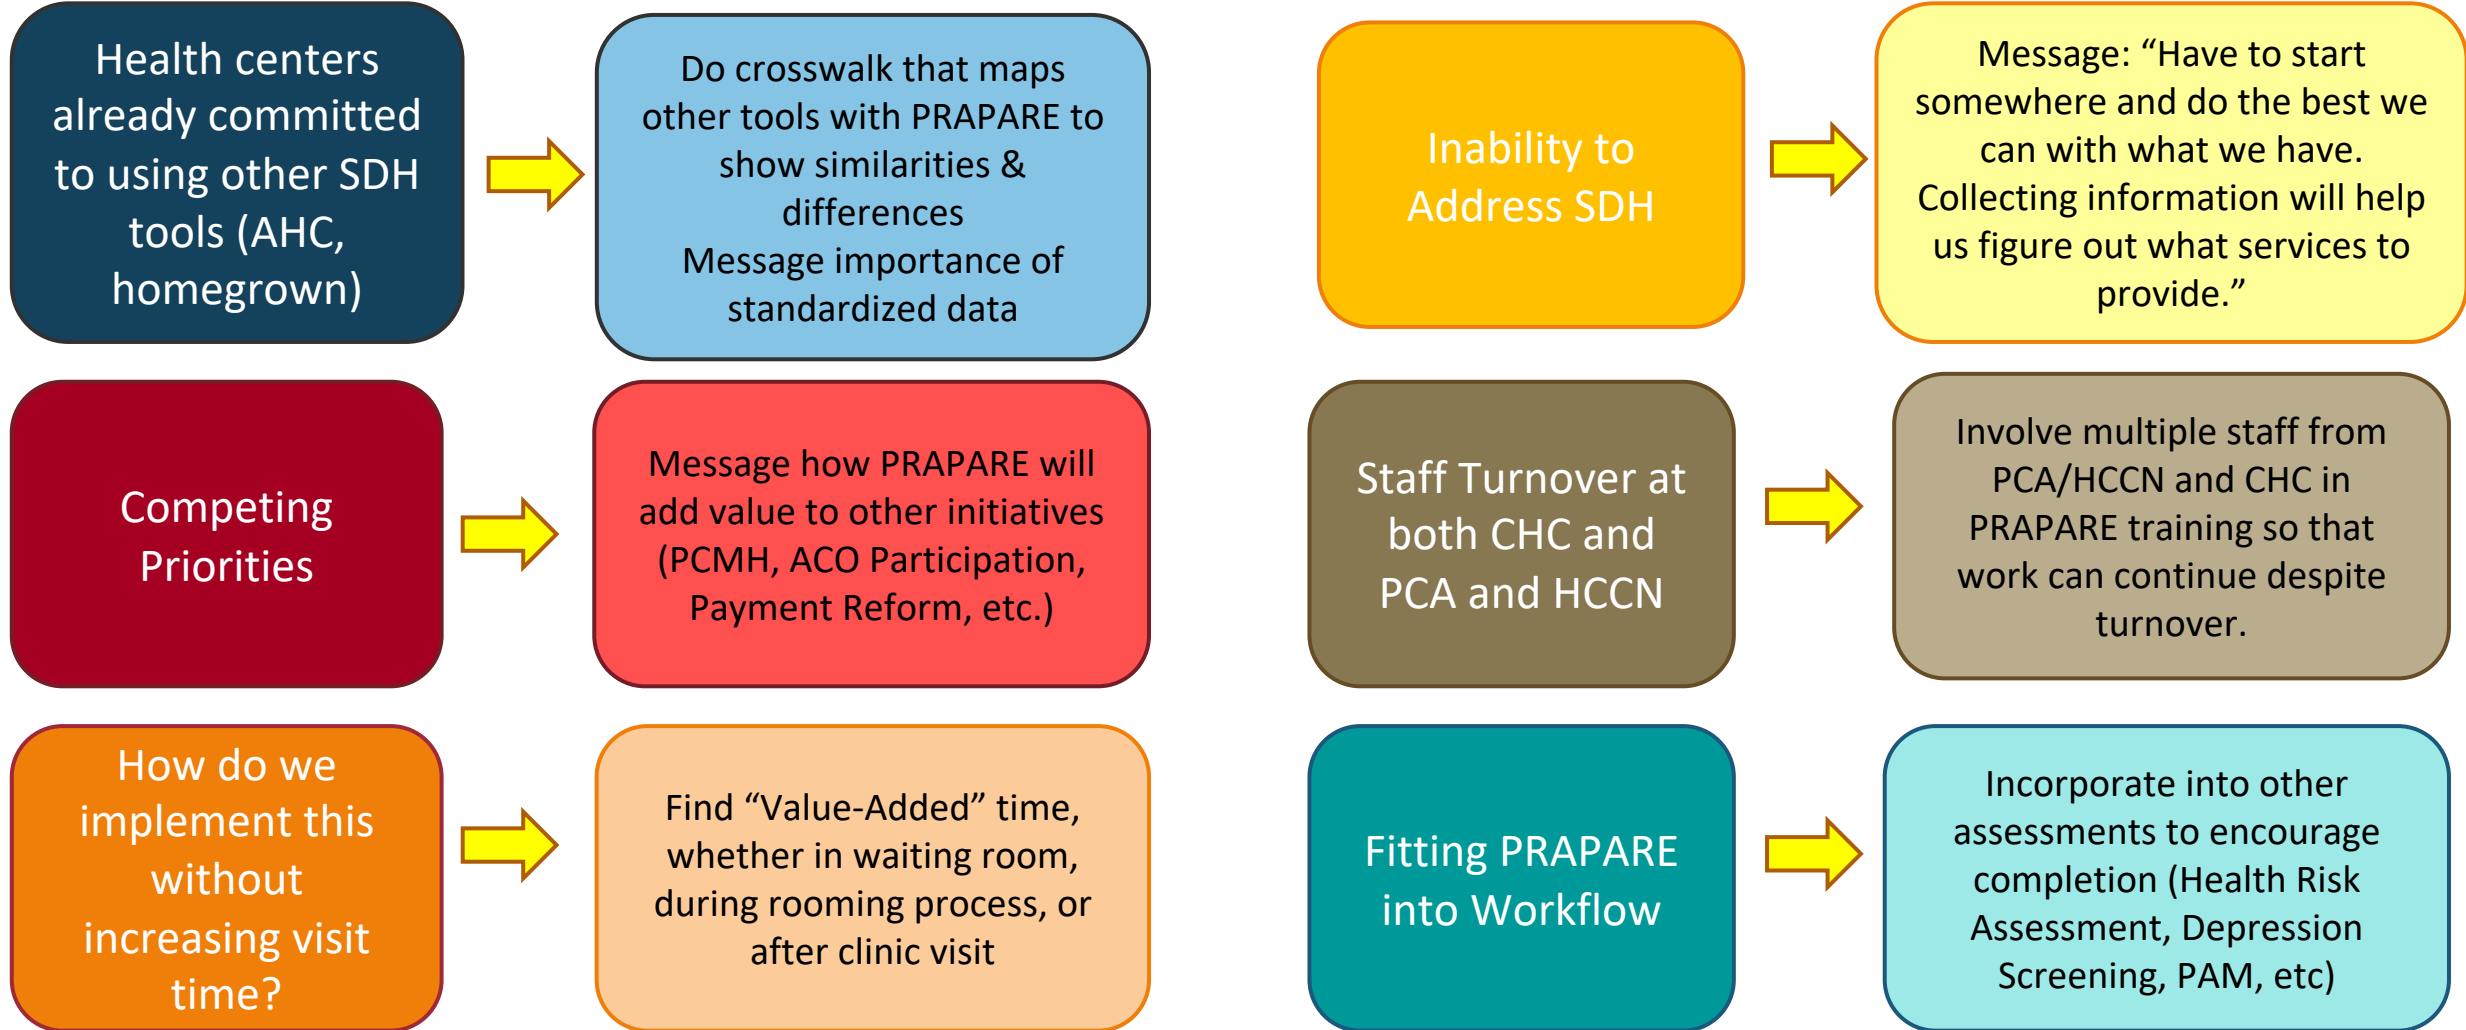 Health centers
already committed
to using other SDH
tools (AHC,
homegrown)
Do crosswalk that maps
other tools with PRAPARE to
show similarities &
differences
Message importance of
standardized data
Inability to
Address SDH
Message: “Have to start
somewhere and do the best we
can with what we have.
Collecting information will help
us figure out what services to
provide.”
Competing
Priorities
Message how PRAPARE will
add value to other initiatives
(PCMH, ACO Participation,
Payment Reform, etc.)
Staff Turnover at
both CHC and
PCA and HCCN
Involve multiple staff from
PCA/HCCN and CHC in
PRAPARE training so that
work can continue despite
turnover.
How do we
implement this
without
increasing visit
time?
Find “Value-Added” time,
whether in waiting room,
during rooming process, or
after clinic visit
Fitting PRAPARE
into Workflow
Incorporate into other
assessments to encourage
completion (Health Risk
Assessment, Depression
Screening, PAM, etc)